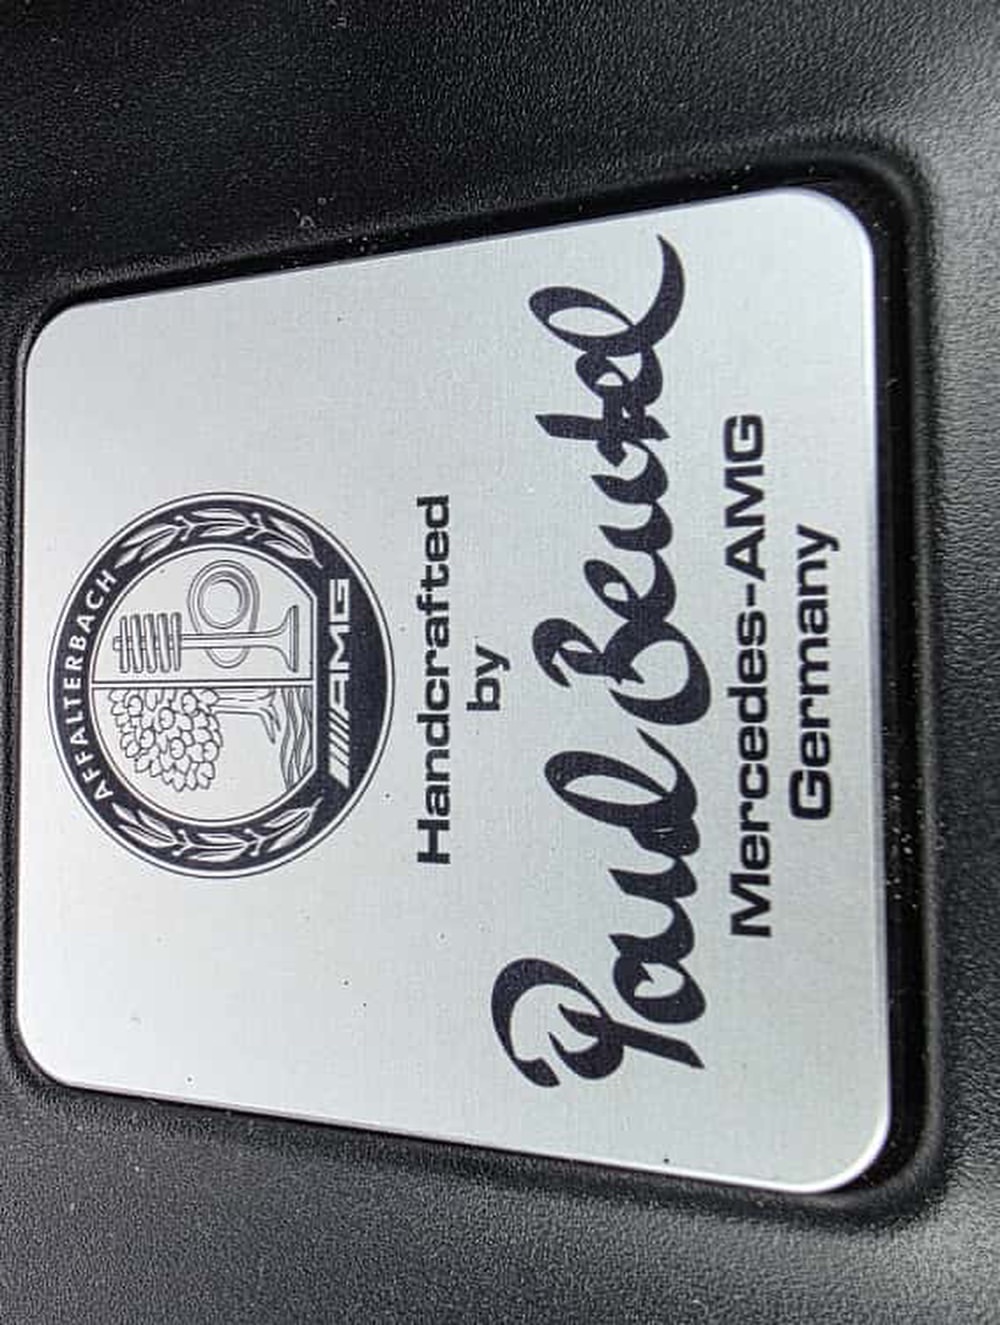 AFFALTERBACH
AMG
Handcrafted
by
Paul Beutel
Mercedes-AMG
Germany